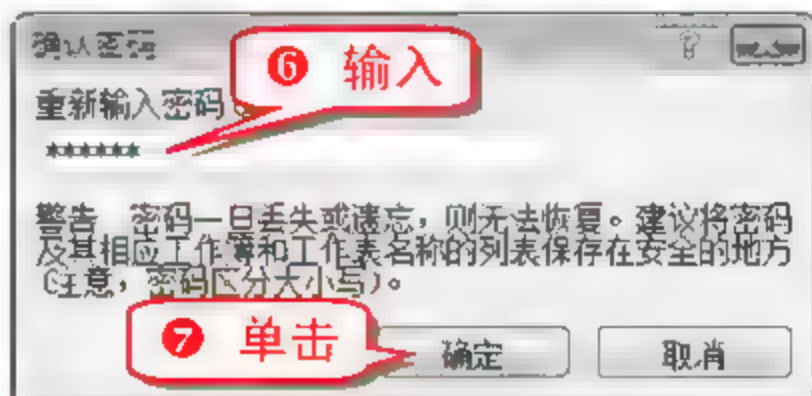 确认密码
❻ 输入
重新输入密码
******
警告：密码一旦丢失或遗忘，则无法恢复。建议将密码
及其相应工作簿和工作表名称的列表保存在安全的地方
(注意，密码区分大小写)。
❼ 单击
确定
取消